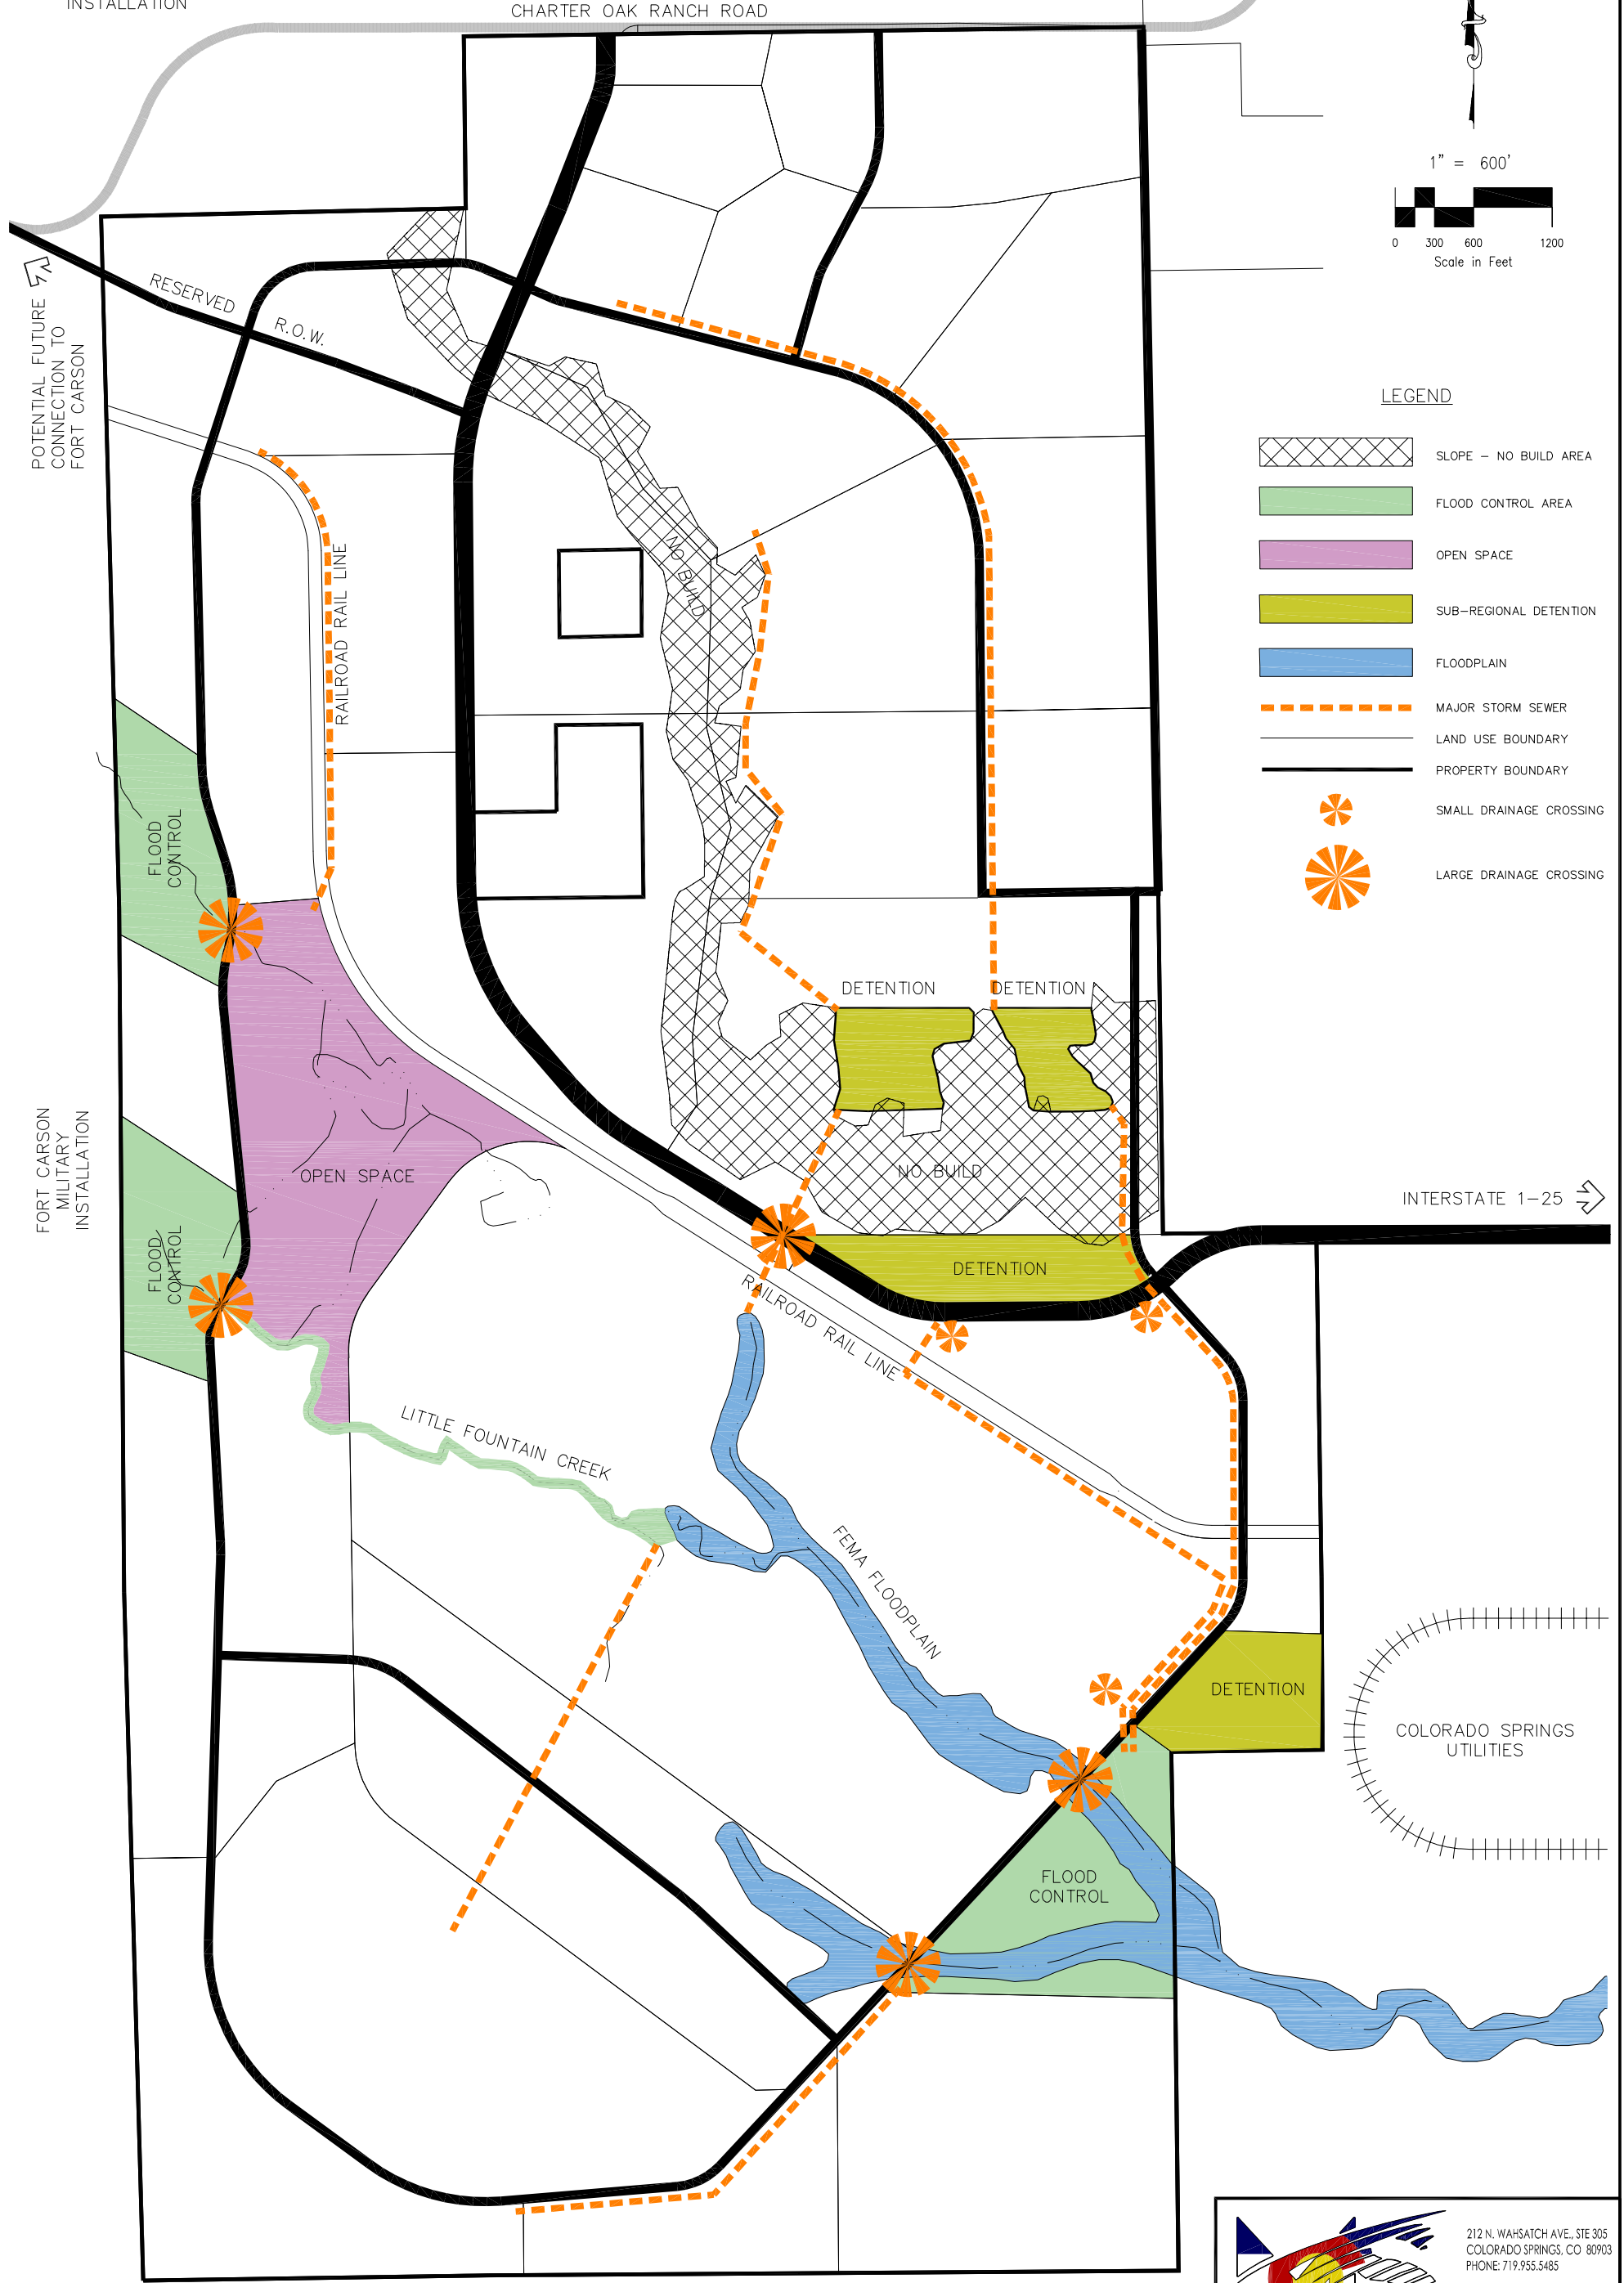 INSTALLATION
CHARTER OAK RANCH ROAD
1" = 600'
0 300 600 1200
Scale in Feet
RESERVED
R.O.W.
POTENTIAL FUTURE
CONNECTION TO
FORT CARSON
LEGEND
SLOPE - NO BUILD AREA
FLOOD CONTROL AREA
OPEN SPACE
SUB-REGIONAL DETENTION
FLOODPLAIN
MAJOR STORM SEWER
LAND USE BOUNDARY
PROPERTY BOUNDARY
SMALL DRAINAGE CROSSING
LARGE DRAINAGE CROSSING
RAILROAD RAIL LINE
NO BUILD
FLOOD
CONTROL
DETENTION
DETENTION
FORT CARSON
MILITARY
INSTALLATION
OPEN SPACE
NO BUILD
INTERSTATE 1-25
FLOOD
CONTROL
DETENTION
RAILROAD RAIL LINE
LITTLE FOUNTAIN CREEK
FEMA FLOODPLAIN
DETENTION
COLORADO SPRINGS
UTILITIES
FLOOD
CONTROL
212 N. WAHSATCH AVE., STE 305
COLORADO SPRINGS, CO 80903
PHONE: 719.955.5485